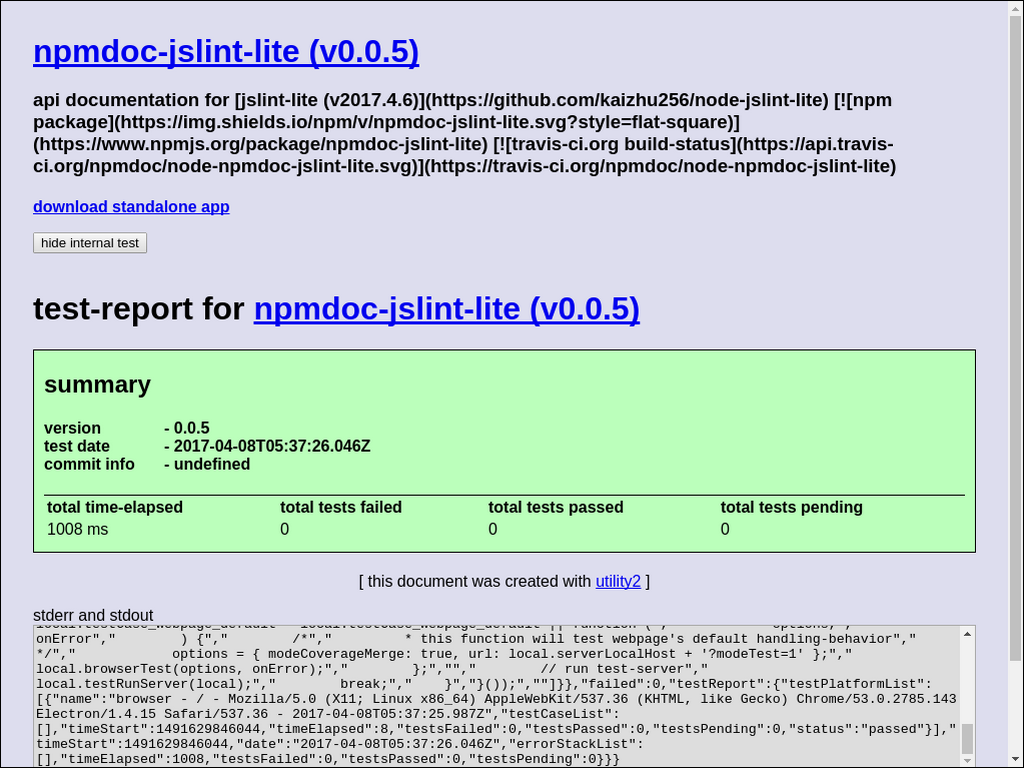 npmdoc-jslint-lite (v0.0.5)
api documentation for [jslint-lite (v2017.4.6)](https://github.com/kaizhu256/node-jslint-lite) [![npm
package](https://img.shields.io/npm/v/npmdoc-jslint-lite.svg?style=flat-square)]
(https://www.npmjs.org/package/npmdoc-jslint-lite) [![travis-ci.org build-status](https://api.travis-
ci.org/npmdoc/node-npmdoc-jslint-lite.svg)](https://travis-ci.org/npmdoc/node-npmdoc-jslint-lite)
download standalone app
hide internal test
test-report for npmdoc-jslint-lite (v0.0.5)
summary
version - 0.0.5
test date - 2017-04-08T05:37:26.046Z
commit info - undefined
total time-elapsed total tests failed total tests passed total tests pending
1008 ms 0 0 0
[ this document was created with utility2 ]
stderr and stdout
onError","        ) {","        /*","         * this function will test webpage's default handling-behavior","
*/","            options = { modeCoverageMerge: true, url: local.serverLocalHost + '?modeTest=1' };","
local.browserTest(options, onError);","        };","","        // run test-server","
local.testRunServer(local);","        break;","    }","}());",""]}},"failed":0,"testReport":{"testPlatformList":
[{"name":"browser - / - Mozilla/5.0 (X11; Linux x86_64) AppleWebKit/537.36 (KHTML, like Gecko) Chrome/53.0.2785.143
Electron/1.4.15 Safari/537.36 - 2017-04-08T05:37:25.987Z","testCaseList":
[],"timeStart":1491629846044,"timeElapsed":8,"testsFailed":0,"testsPassed":0,"testsPending":0,"status":"passed"}],"
timeStart":1491629846044,"date":"2017-04-08T05:37:26.046Z","errorStackList":
[],"timeElapsed":1008,"testsFailed":0,"testsPassed":0,"testsPending":0}}}